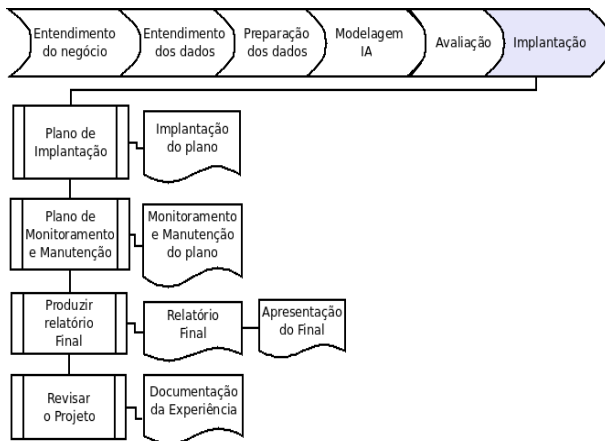 Entendimento
do negócio
Entendimento
dos dados
Preparação
dos dados
Modelagem
IA
Avaliação
Implantação
Plano de
Implantação
Implantação
do plano
Plano de
Monitoramento
e Manutenção
Monitoramento
e Manutenção
do plano
Produzir
relatório
Final
Relatório
Final
Apresentação
do Final
Revisar
o Projeto
Documentação
da Experiência